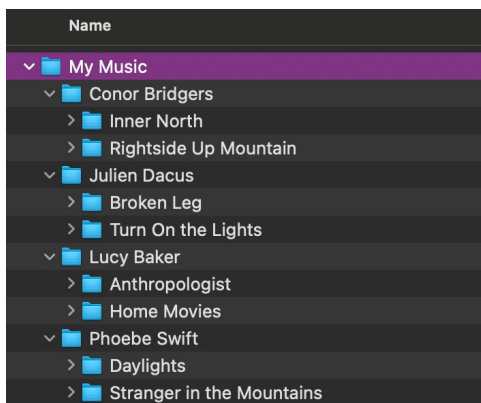 Name
My Music
Conor Bridgers
Inner North
Rightside Up Mountain
Julien Dacus
Broken Leg
Turn On the Lights
Lucy Baker
Anthropologist
Home Movies
Phoebe Swift
Daylights
Stranger in the Mountains